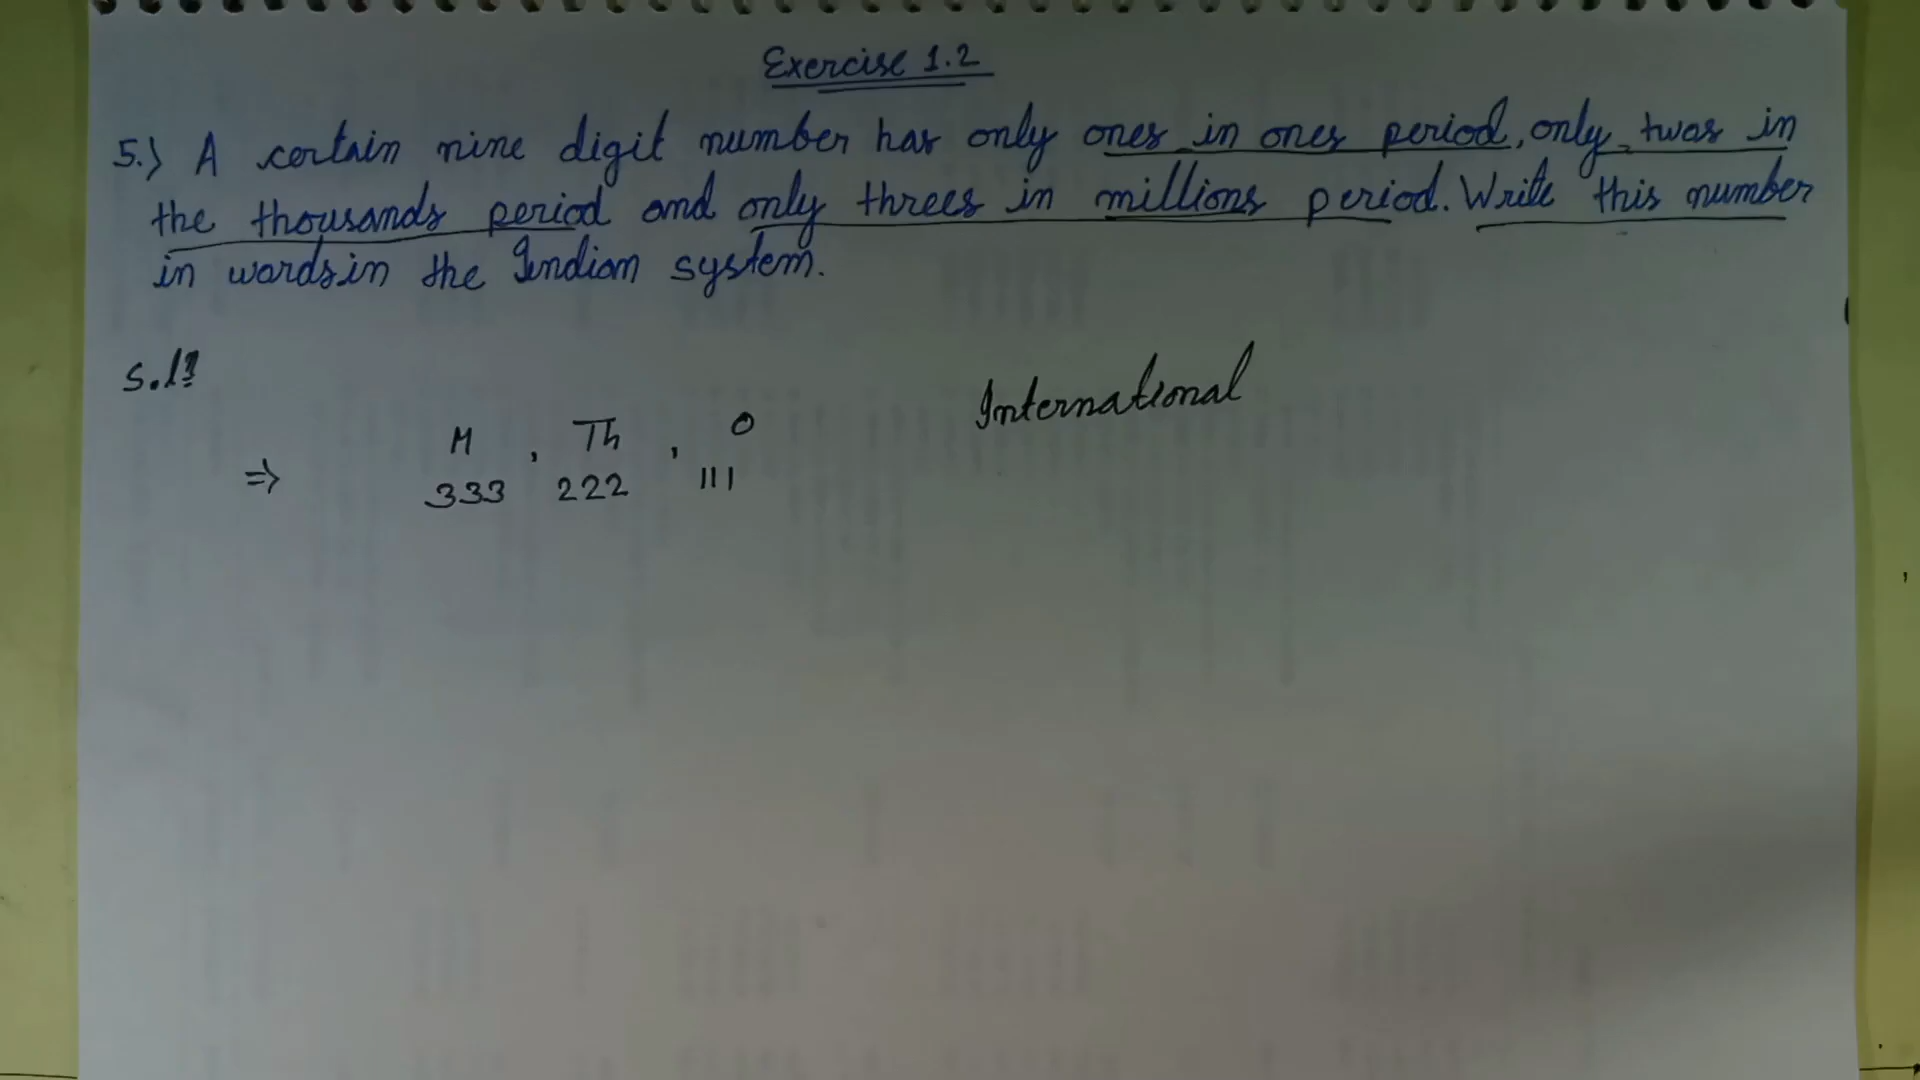 Exercise 1.2
5.) A certain nine digit number has only ones in ones period, only twos in
the thousands period and only threes in millions period. Write this number
in words in the Indian system.
Sol?
International
M , Th , O
⇒ 333 222 111